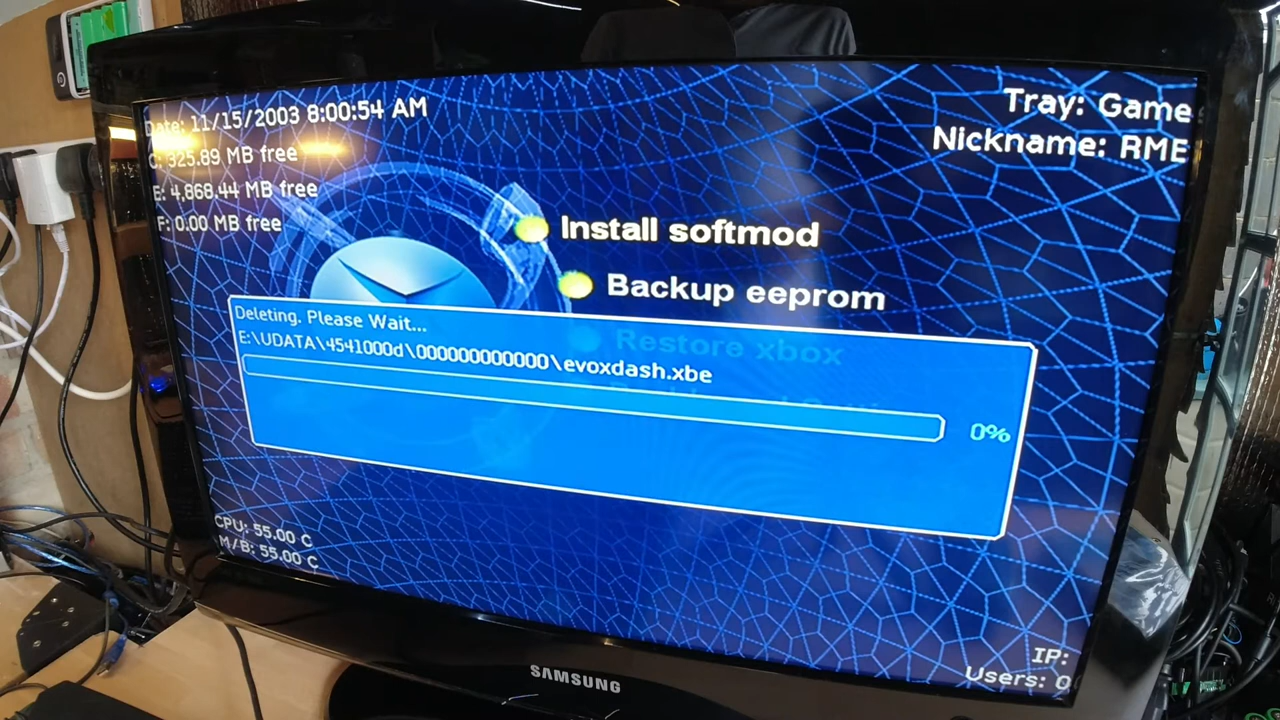 Date: 11/15/2003 8:00:54 AM
C: 325.89 MB free
E: 4,868.44 MB free
F: 0.00 MB free
Tray: Game
Nickname: RME
Install softmod
Backup eeprom
Restore xbox
Deleting. Please Wait...
E:\UDATA\4541000d\000000000000\evoxdash.xbe
0%
CPU: 55.00 C
M/B: 55.00 C
IP:
Users: 0
SAMSUNG